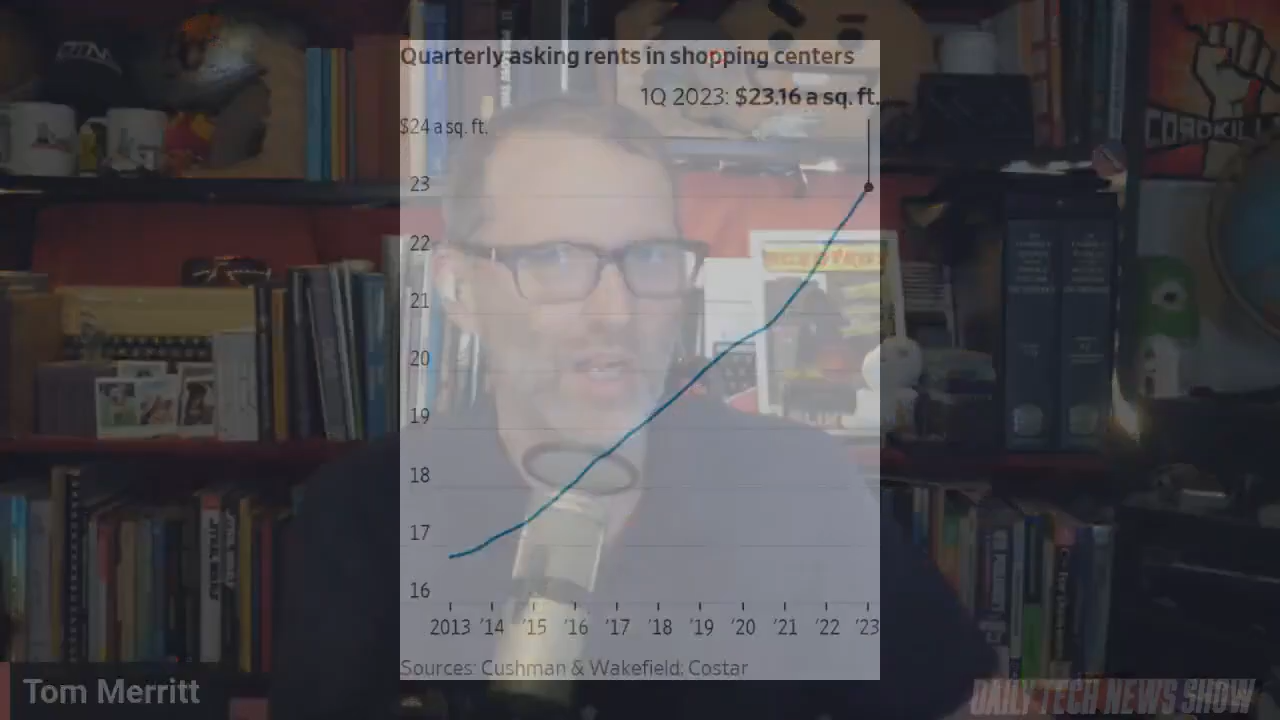 Quarterly asking rents in shopping centers
1Q 2023: $23.16 a sq. ft.
$24 a sq. ft.
23
22
21
20
19
18
17
16
2013 '14 '15 '16 '17 '18 '19 '20 '21 '22 '23
Sources: Cushman & Wakefield; Costar
Tom Merritt
DAILY TECH NEWS SHOW